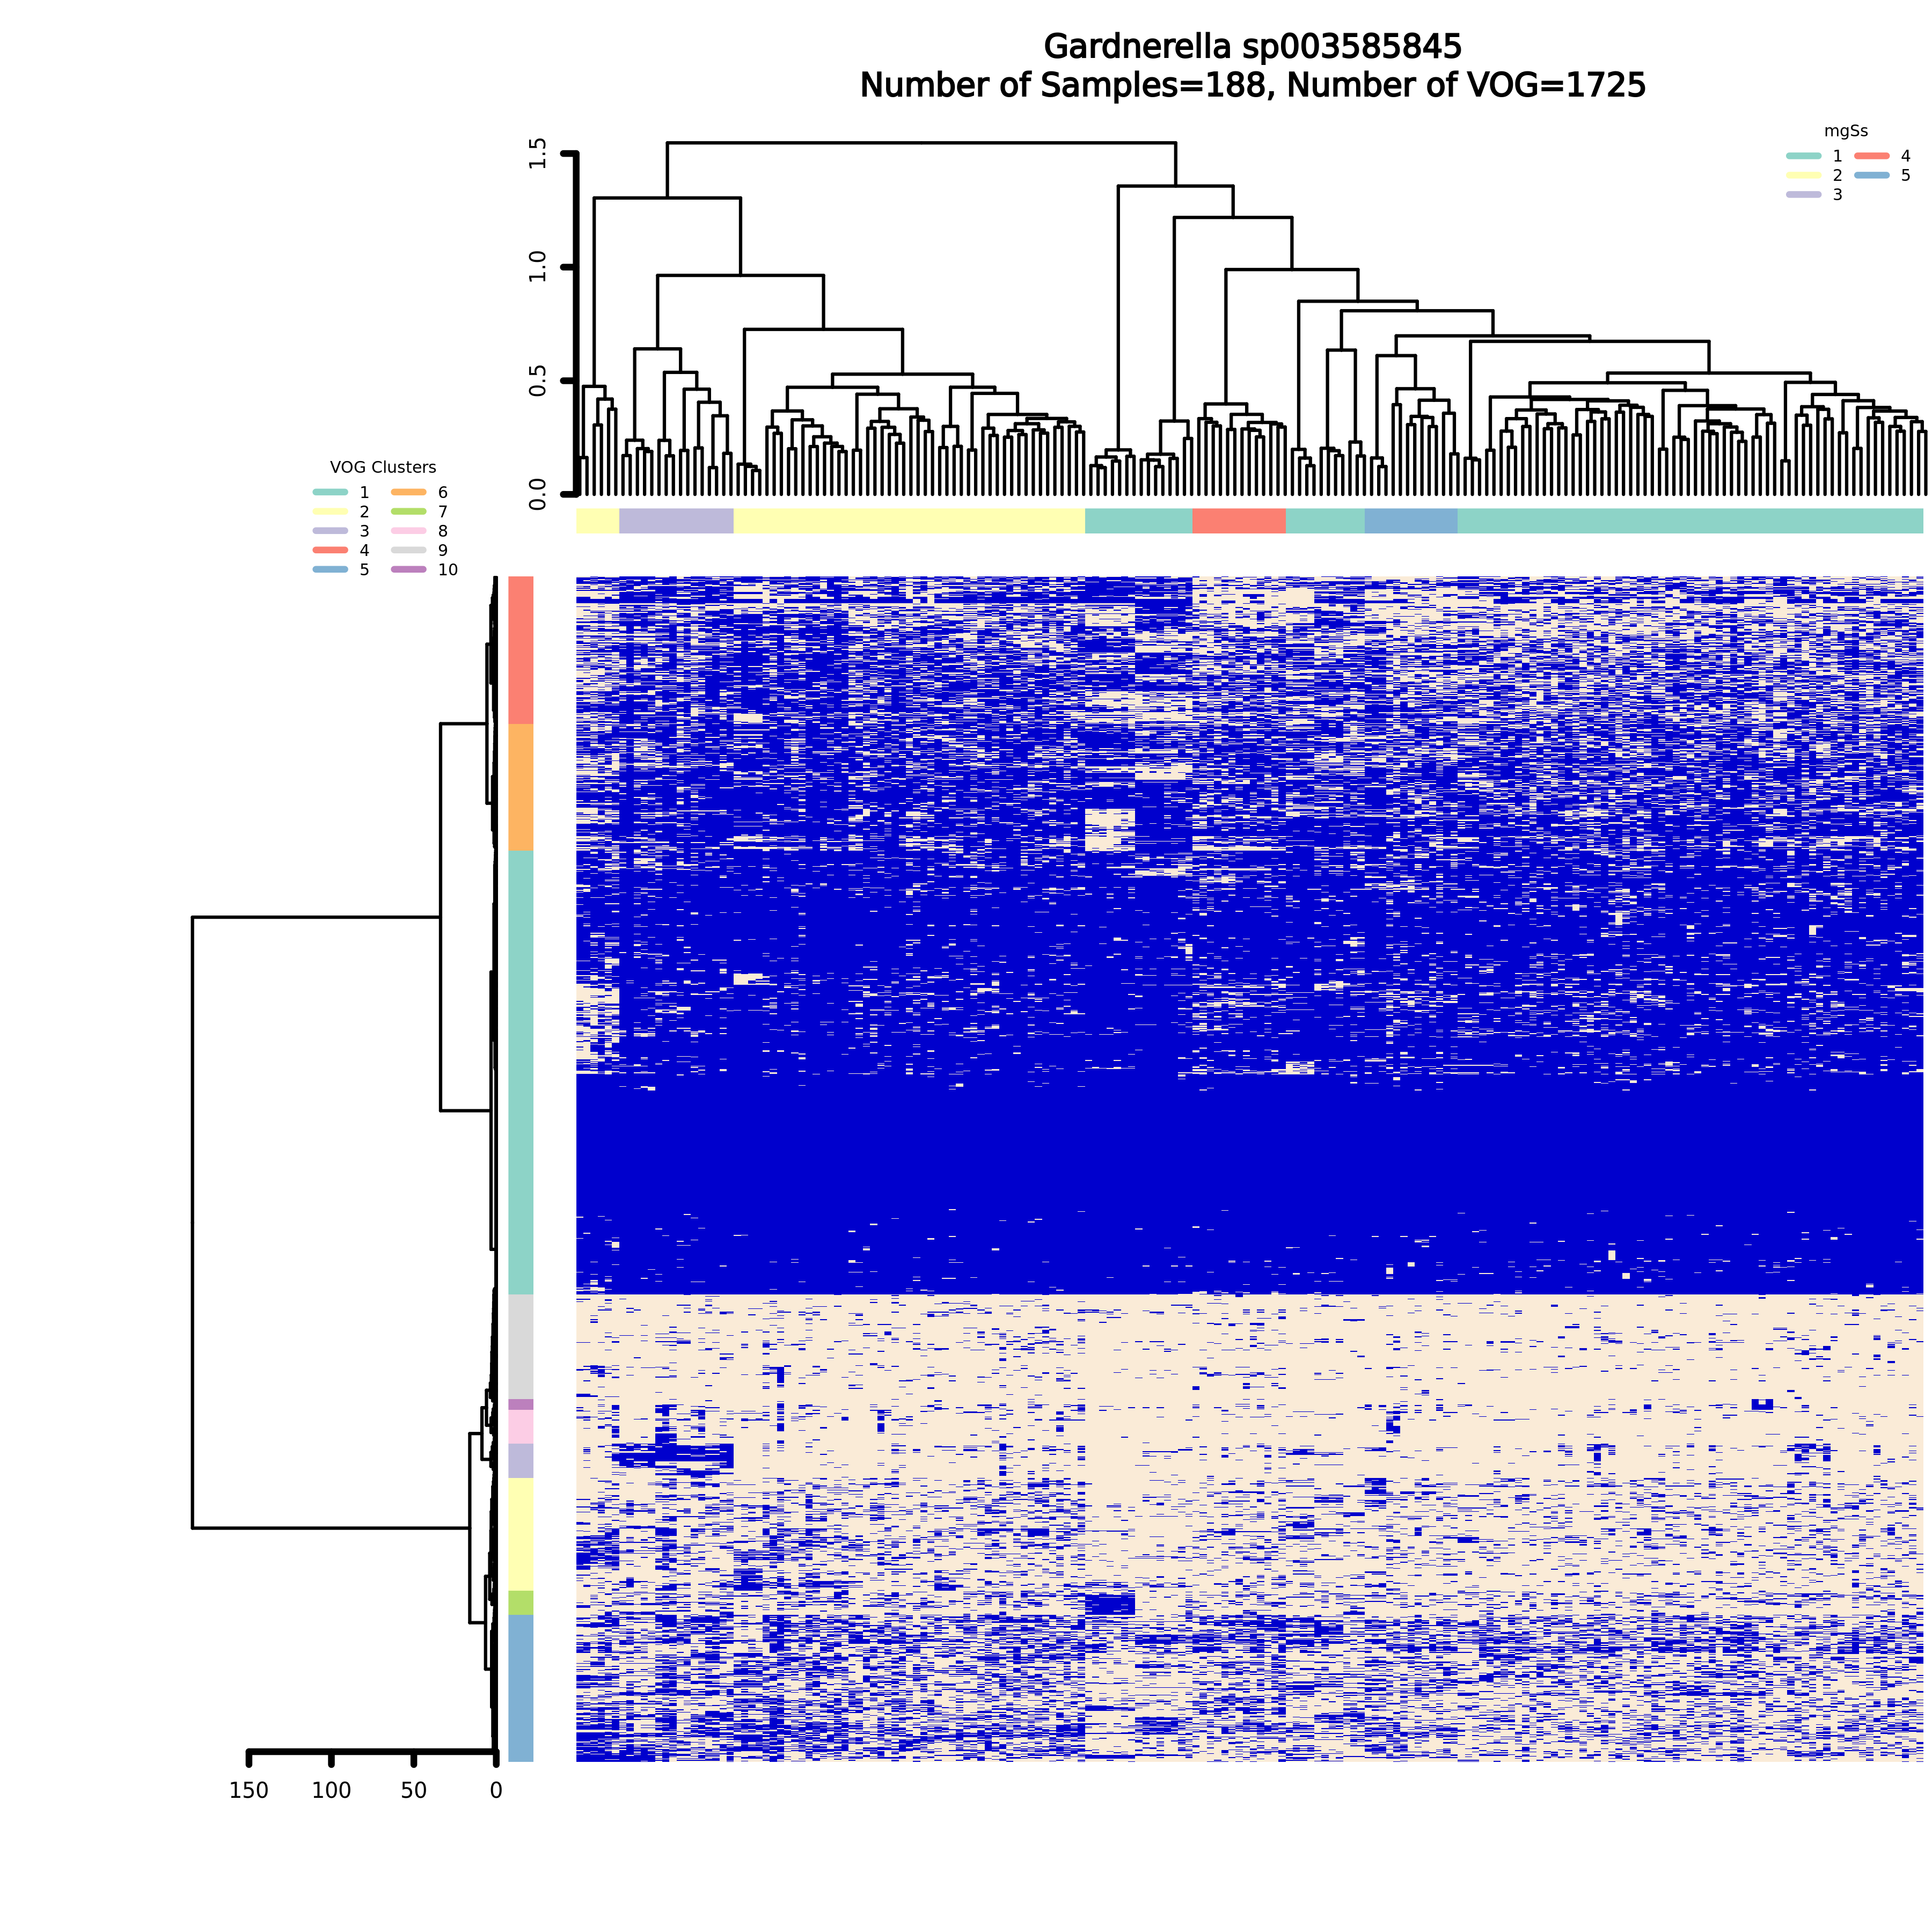 Gardnerella sp003585845
Number of Samples=188, Number of VOG=1725
mgSs
1 4
2 5
3
1.5
1.0
0.5
0.0
VOG Clusters
1 6
2 7
3 8
4 9
5 10
150 100 50 0